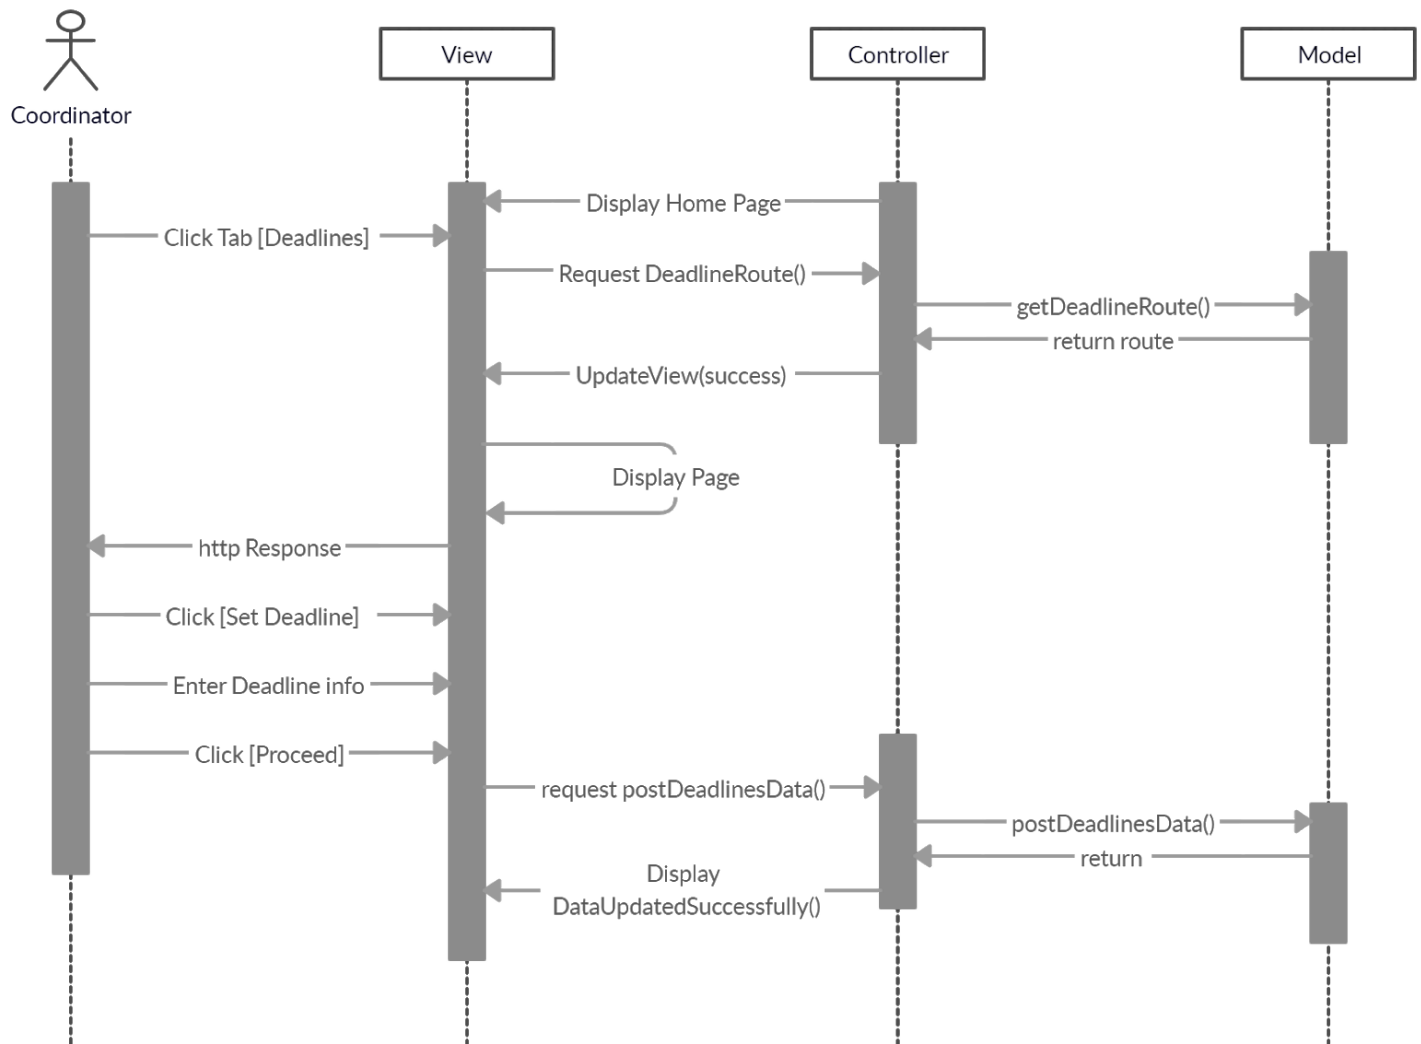 View
Controller
Model
Coordinator
Display Home Page
Click Tab [Deadlines]
Request DeadlineRoute()
getDeadlineRoute()
return route
UpdateView(success)
Display Page
http Response
Click [Set Deadline]
Enter Deadline info
Click [Proceed]
request postDeadlinesData()
postDeadlinesData()
return
Display
DataUpdatedSuccessfully()